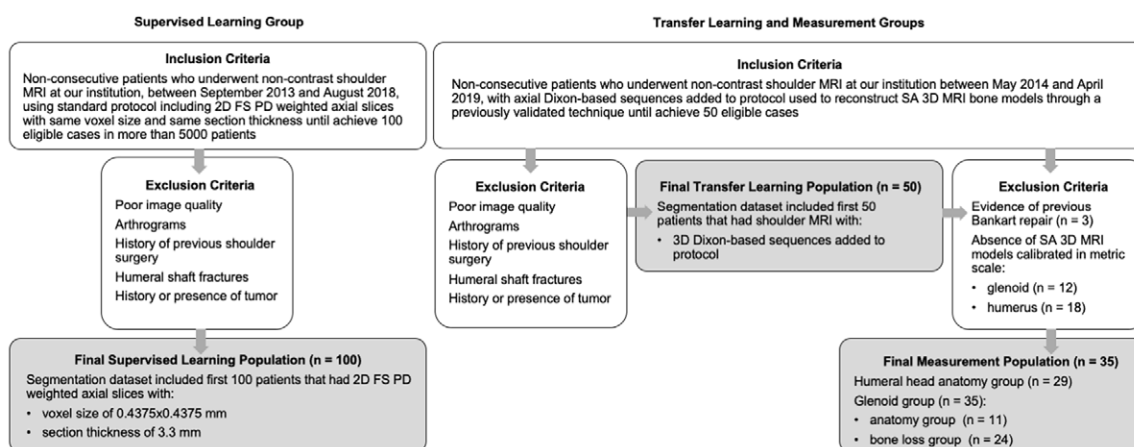 Supervised Learning Group
Inclusion Criteria
Non-consecutive patients who underwent non-contrast shoulder
MRI at our institution, between September 2013 and August 2018,
using standard protocol including 2D FS PD weighted axial slices
with same voxel size and same section thickness until achieve 100
eligible cases in more than 5000 patients
Exclusion Criteria
Poor image quality
Arthrograms
History of previous shoulder
surgery
Humeral shaft fractures
History or presence of tumor
Final Supervised Learning Population (n = 100)
Segmentation dataset included first 100 patients that had 2D FS PD
weighted axial slices with:
• voxel size of 0.4375x0.4375 mm
• section thickness of 3.3 mm
Transfer Learning and Measurement Groups
Inclusion Criteria
Non-consecutive patients who underwent non-contrast shoulder MRI at our institution between May 2014 and April
2019, with axial Dixon-based sequences added to protocol used to reconstruct SA 3D MRI bone models through a
previously validated technique until achieve 50 eligible cases
Exclusion Criteria
Poor image quality
Arthrograms
History of previous shoulder
surgery
Humeral shaft fractures
History or presence of tumor
Final Transfer Learning Population (n = 50)
Segmentation dataset included first 50
patients that had shoulder MRI with:
• 3D Dixon-based sequences added to
protocol
Exclusion Criteria
Evidence of previous
Bankart repair (n = 3)
Absence of SA 3D MRI
models calibrated in metric
scale:
• glenoid (n = 12)
• humerus (n = 18)
Final Measurement Population (n = 35)
Humeral head anatomy group (n = 29)
Glenoid group (n = 35):
• anatomy group (n = 11)
• bone loss group (n = 24)